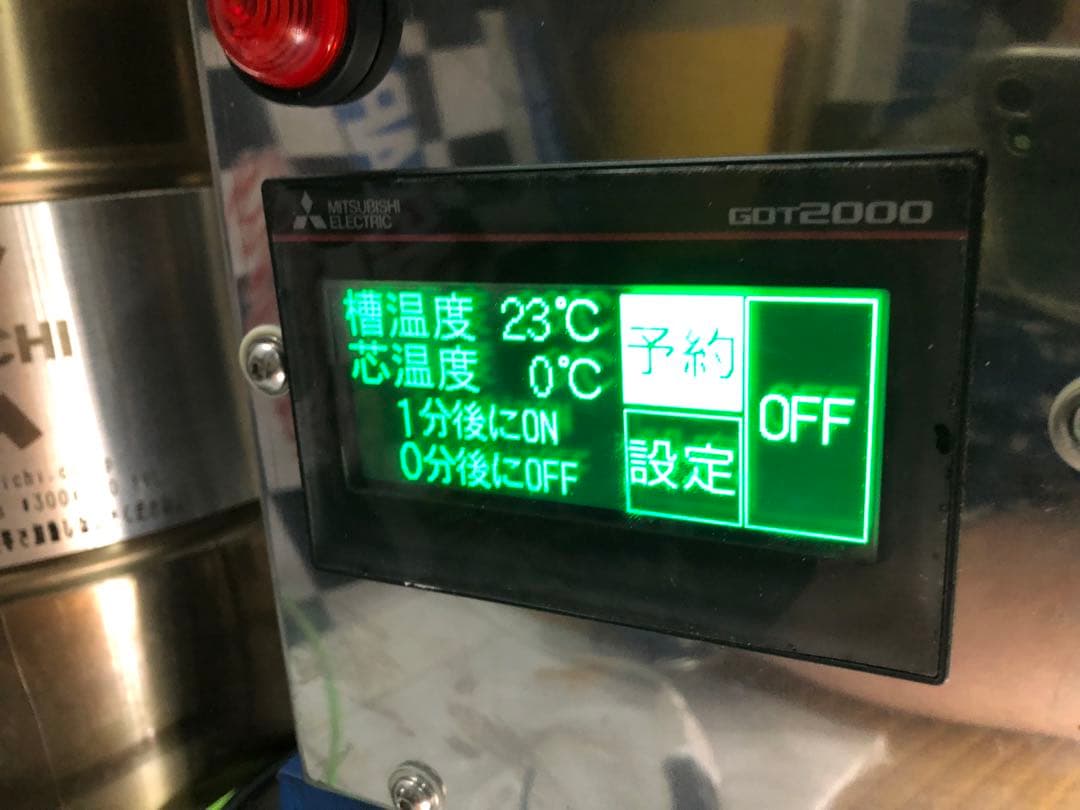 MITSUBISHI
ELECTRIC
GOT2000
槽温度 23℃
芯温度 0℃
1分後にON
0分後にOFF
予約
設定
OFF
CHI